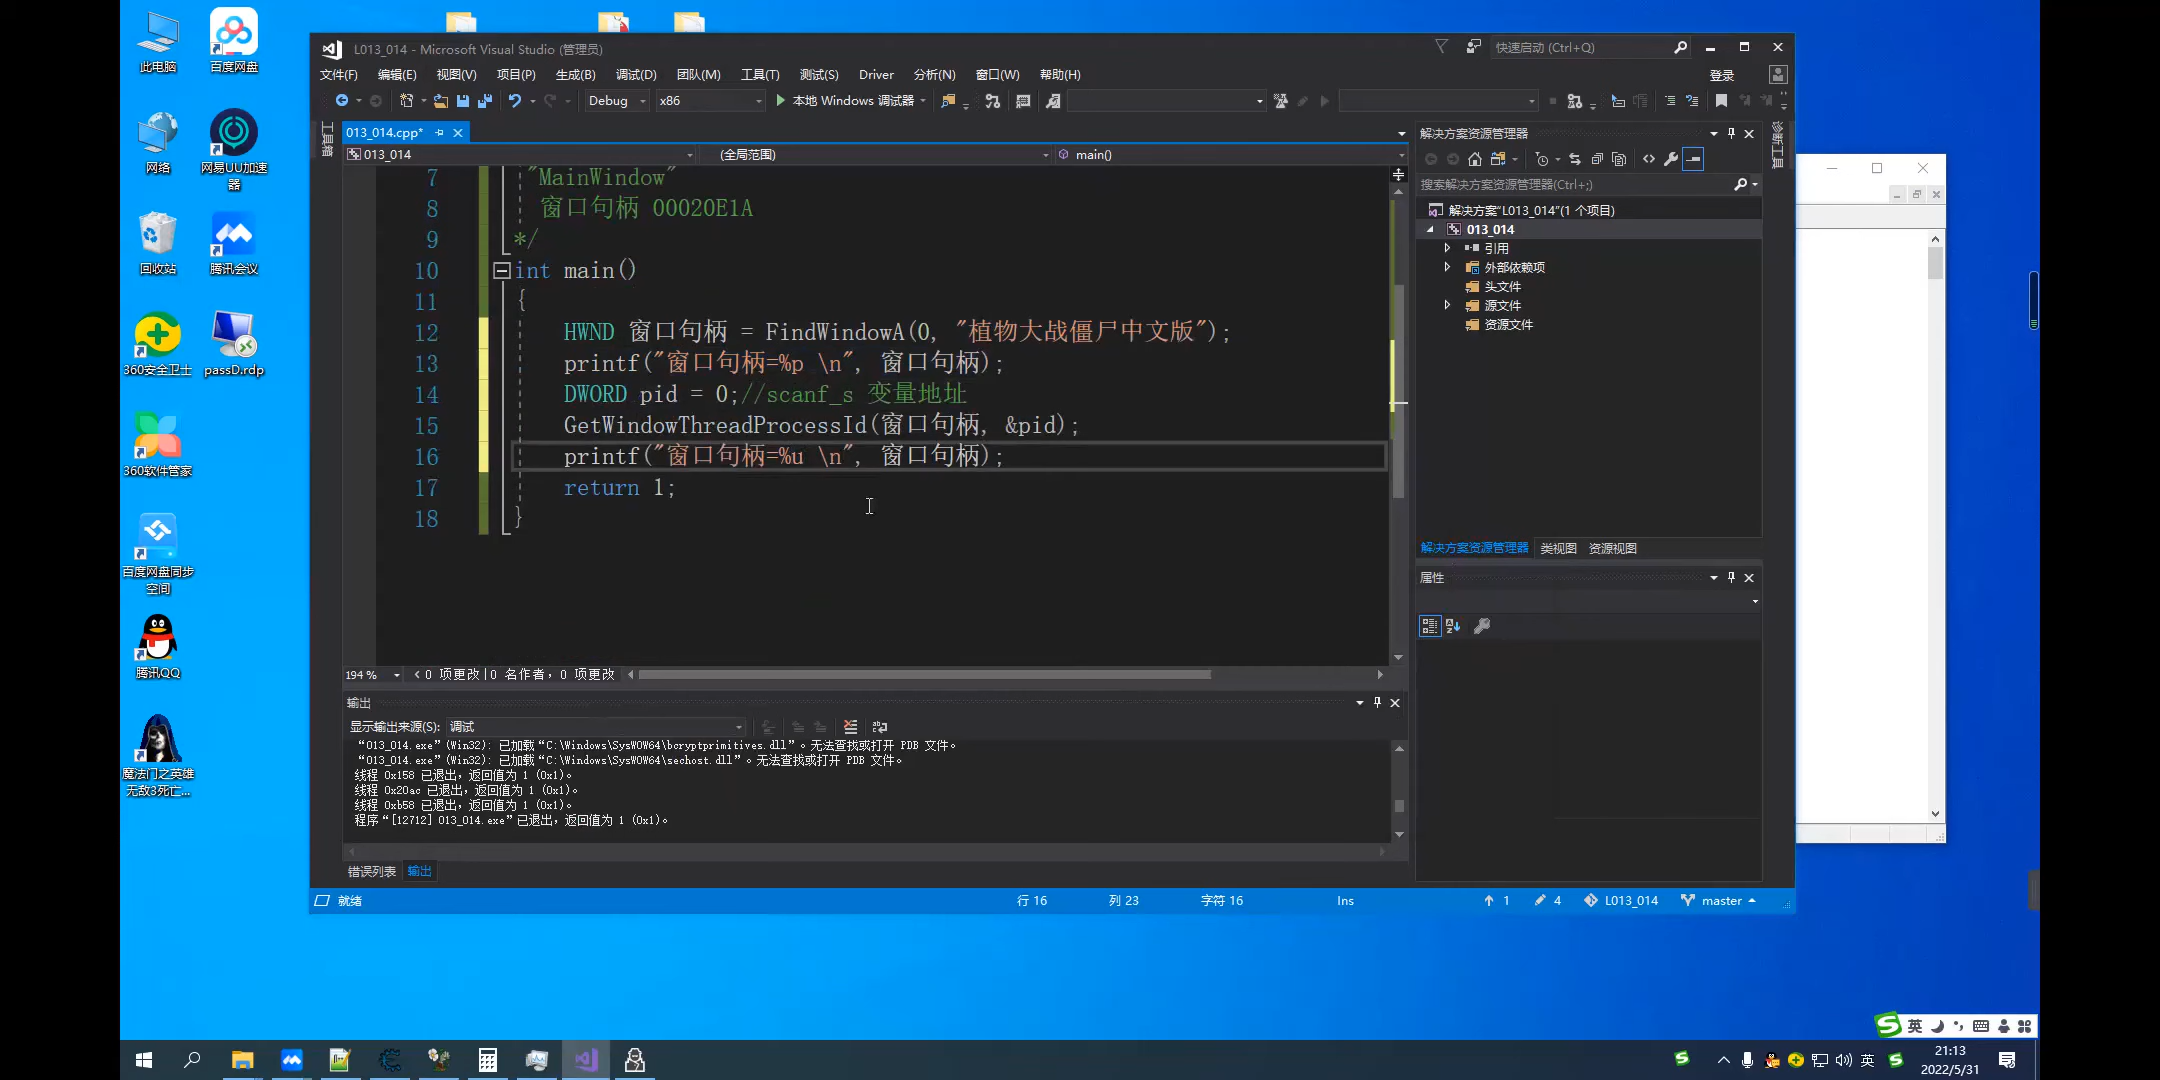 此电脑
百度网盘
网络
网易UU加速器
回收站
腾讯会议
360安全卫士
passD.rdp
360软件管家
百度网盘同步空间
腾讯QQ
魔法门之英雄无敌3死亡...
L013_014 - Microsoft Visual Studio (管理员)
快速启动 (Ctrl+Q)
文件(F) 编辑(E) 视图(V) 项目(P) 生成(B) 调试(D) 团队(M) 工具(T) 测试(S) Driver 分析(N) 窗口(W) 帮助(H)
登录
Debug x86 本地 Windows 调试器
工具箱
013_014.cpp*
013_014 (全局范围) main()
7 "MainWindow"
8 窗口句柄 00020E1A
9 */
10 int main()
11 {
12 HWND 窗口句柄 = FindWindowA(0, "植物大战僵尸中文版");
13 printf("窗口句柄=%p \n", 窗口句柄);
14 DWORD pid = 0;//scanf_s 变量地址
15 GetWindowThreadProcessId(窗口句柄, &pid);
16 printf("窗口句柄=%u \n", 窗口句柄);
17 return 1;
18 }
194 % 0 项更改|0 名作者，0 项更改
输出
显示输出来源(S): 调试
“013_014.exe”(Win32): 已加载“C:\Windows\SysWOW64\bcryptprimitives.dll”。无法查找或打开 PDB 文件。
“013_014.exe”(Win32): 已加载“C:\Windows\SysWOW64\sechost.dll”。无法查找或打开 PDB 文件。
线程 0x158 已退出，返回值为 1 (0x1)。
线程 0x20ac 已退出，返回值为 1 (0x1)。
线程 0xb58 已退出，返回值为 1 (0x1)。
程序“[12712] 013_014.exe”已退出，返回值为 1 (0x1)。
错误列表 输出
解决方案资源管理器
搜索解决方案资源管理器(Ctrl+;)
解决方案"L013_014"(1 个项目)
013_014
引用
外部依赖项
头文件
源文件
资源文件
解决方案资源管理器 类视图 资源视图
属性
诊断工具
就绪 行 16 列 23 字符 16 Ins 1 4 L013_014 master
英
英
21:13
2022/5/31